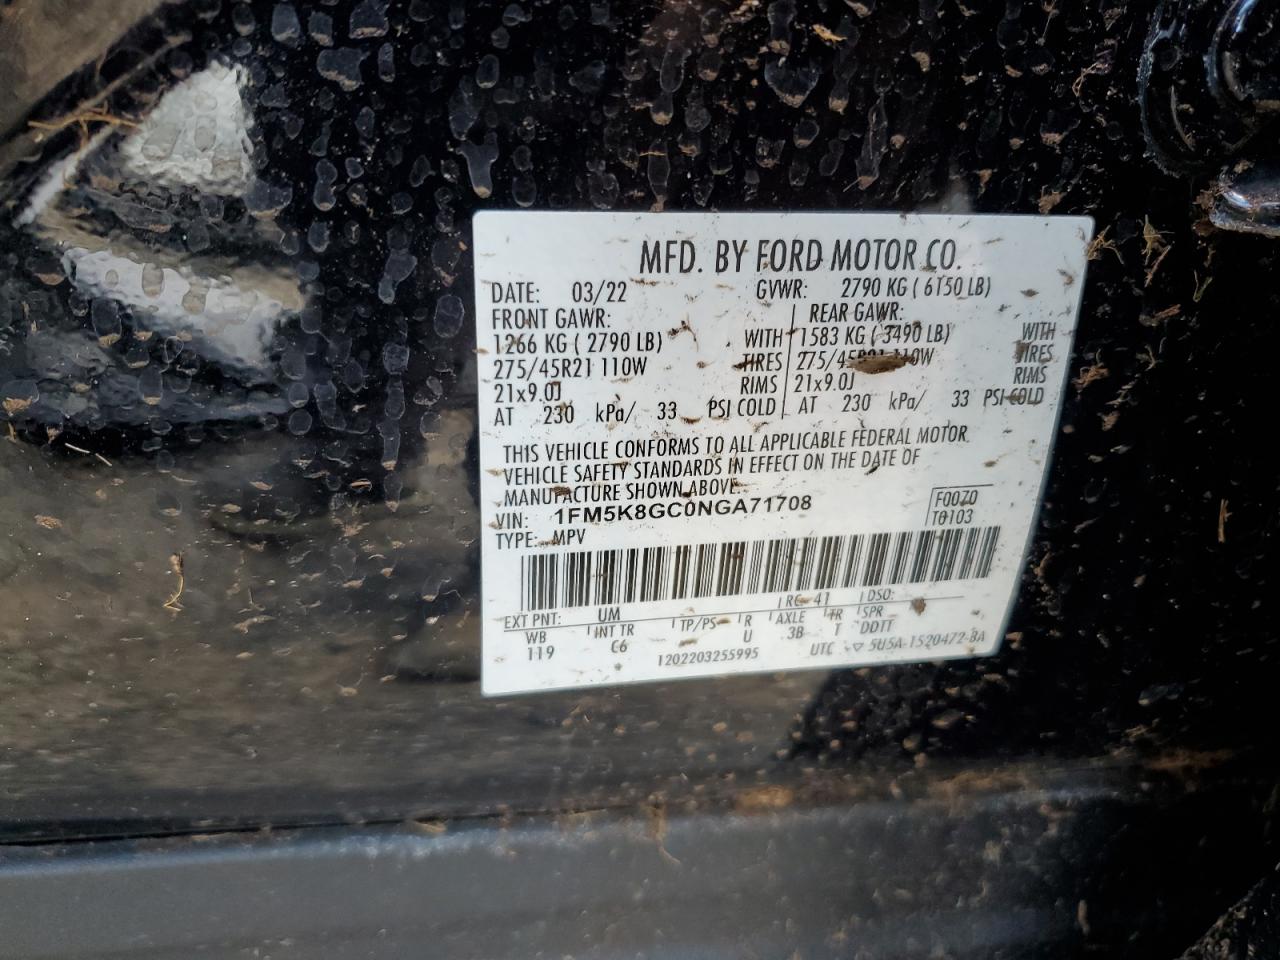 MFD. BY FORD MOTOR CO.
DATE: 03/22 GVWR: 2790 KG ( 6150 LB)
FRONT GAWR: REAR GAWR:
1266 KG ( 2790 LB) WITH 1583 KG ( 3490 LB) WITH
275/45R21 110W TIRES 275/45R21 110W TIRES
21x9.0J RIMS 21x9.0J RIMS
AT 230 kPa/ 33 PSI COLD AT 230 kPa/ 33 PSI COLD
THIS VEHICLE CONFORMS TO ALL APPLICABLE FEDERAL MOTOR
VEHICLE SAFETY STANDARDS IN EFFECT ON THE DATE OF
MANUFACTURE SHOWN ABOVE.
VIN: 1FM5K8GC0NGA71708 F0070
TYPE: MPV T0103
EXT PNT: UM RC: 41 DSO:
WB INT TR TP/PS R AXLE TR SPR
119 C6 U 3B T DDTT
1202203255995 UTC ▽ 5U5A-1520472-BA